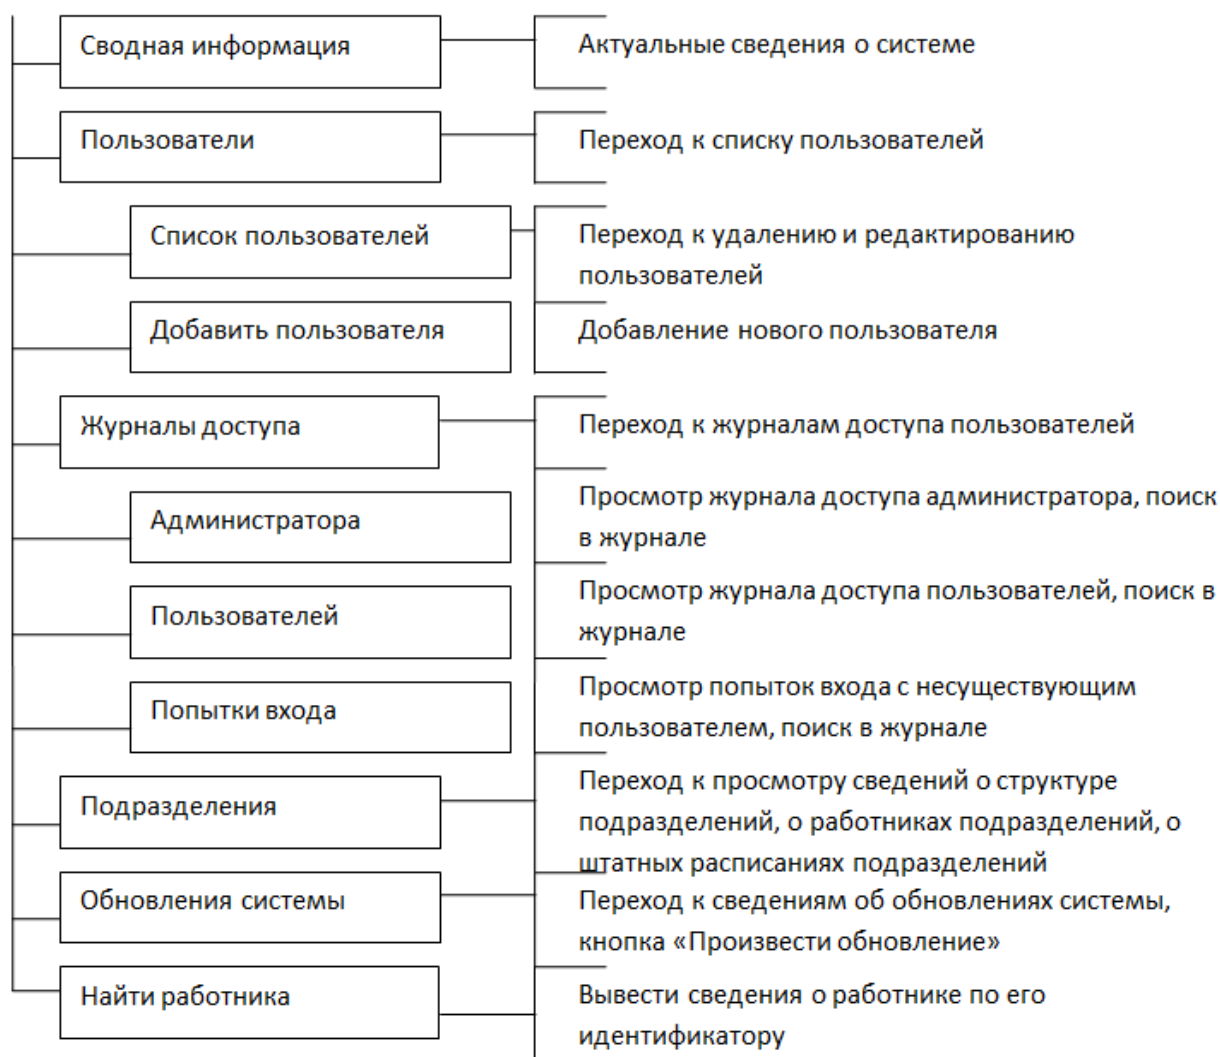 Сводная информация
Актуальные сведения о системе
Пользователи
Переход к списку пользователей
Список пользователей
Переход к удалению и редактированию
пользователей
Добавить пользователя
Добавление нового пользователя
Журналы доступа
Переход к журналам доступа пользователей
Администратора
Просмотр журнала доступа администратора, поиск
в журнале
Пользователей
Просмотр журнала доступа пользователей, поиск в
журнале
Попытки входа
Просмотр попыток входа с несуществующим
пользователем, поиск в журнале
Подразделения
Переход к просмотру сведений о структуре
подразделений, о работниках подразделений, о
штатных расписаниях подразделений
Обновления системы
Переход к сведениям об обновлениях системы,
кнопка «Произвести обновление»
Найти работника
Вывести сведения о работнике по его
идентификатору